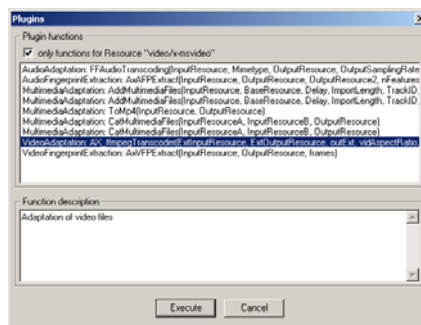 Plugins
Plugin functions
only functions for Resource "video/x-msvideo"
AudioAdaptation: FFAudioTranscoding(InputResource, Mimetype, OutputResource, OutputSamplingRate
AudioFingerprintExtraction: AxAFPExtract(InputResource, OutputResource, OutputResource2, nFeatures
MultimediaAdaptation: AddMultimediaFiles(InputResource, BaseResource, Delay, ImportLength, TrackID,
MultimediaAdaptation: AddMultimediaFiles(InputResource, BaseResource, Delay, ImportLength, TrackID,
MultimediaAdaptation: ToMp4(InputResource, OutputResource)
MultimediaAdaptation: CatMultimediaFiles(InputResourceA, InputResourceB, OutputResource)
MultimediaAdaptation: CatMultimediaFiles(InputResourceA, InputResourceB, OutputResource)
VideoAdaptation: AX_ffmpegTranscoder(ExtInputResource, ExtOutputResource, outExt, vidAspectRatio,
VideoFingerprintExtraction: AxVFPExtract(InputResource, OutputResource, frames)
Function description
Adaptation of video files
Execute
Cancel